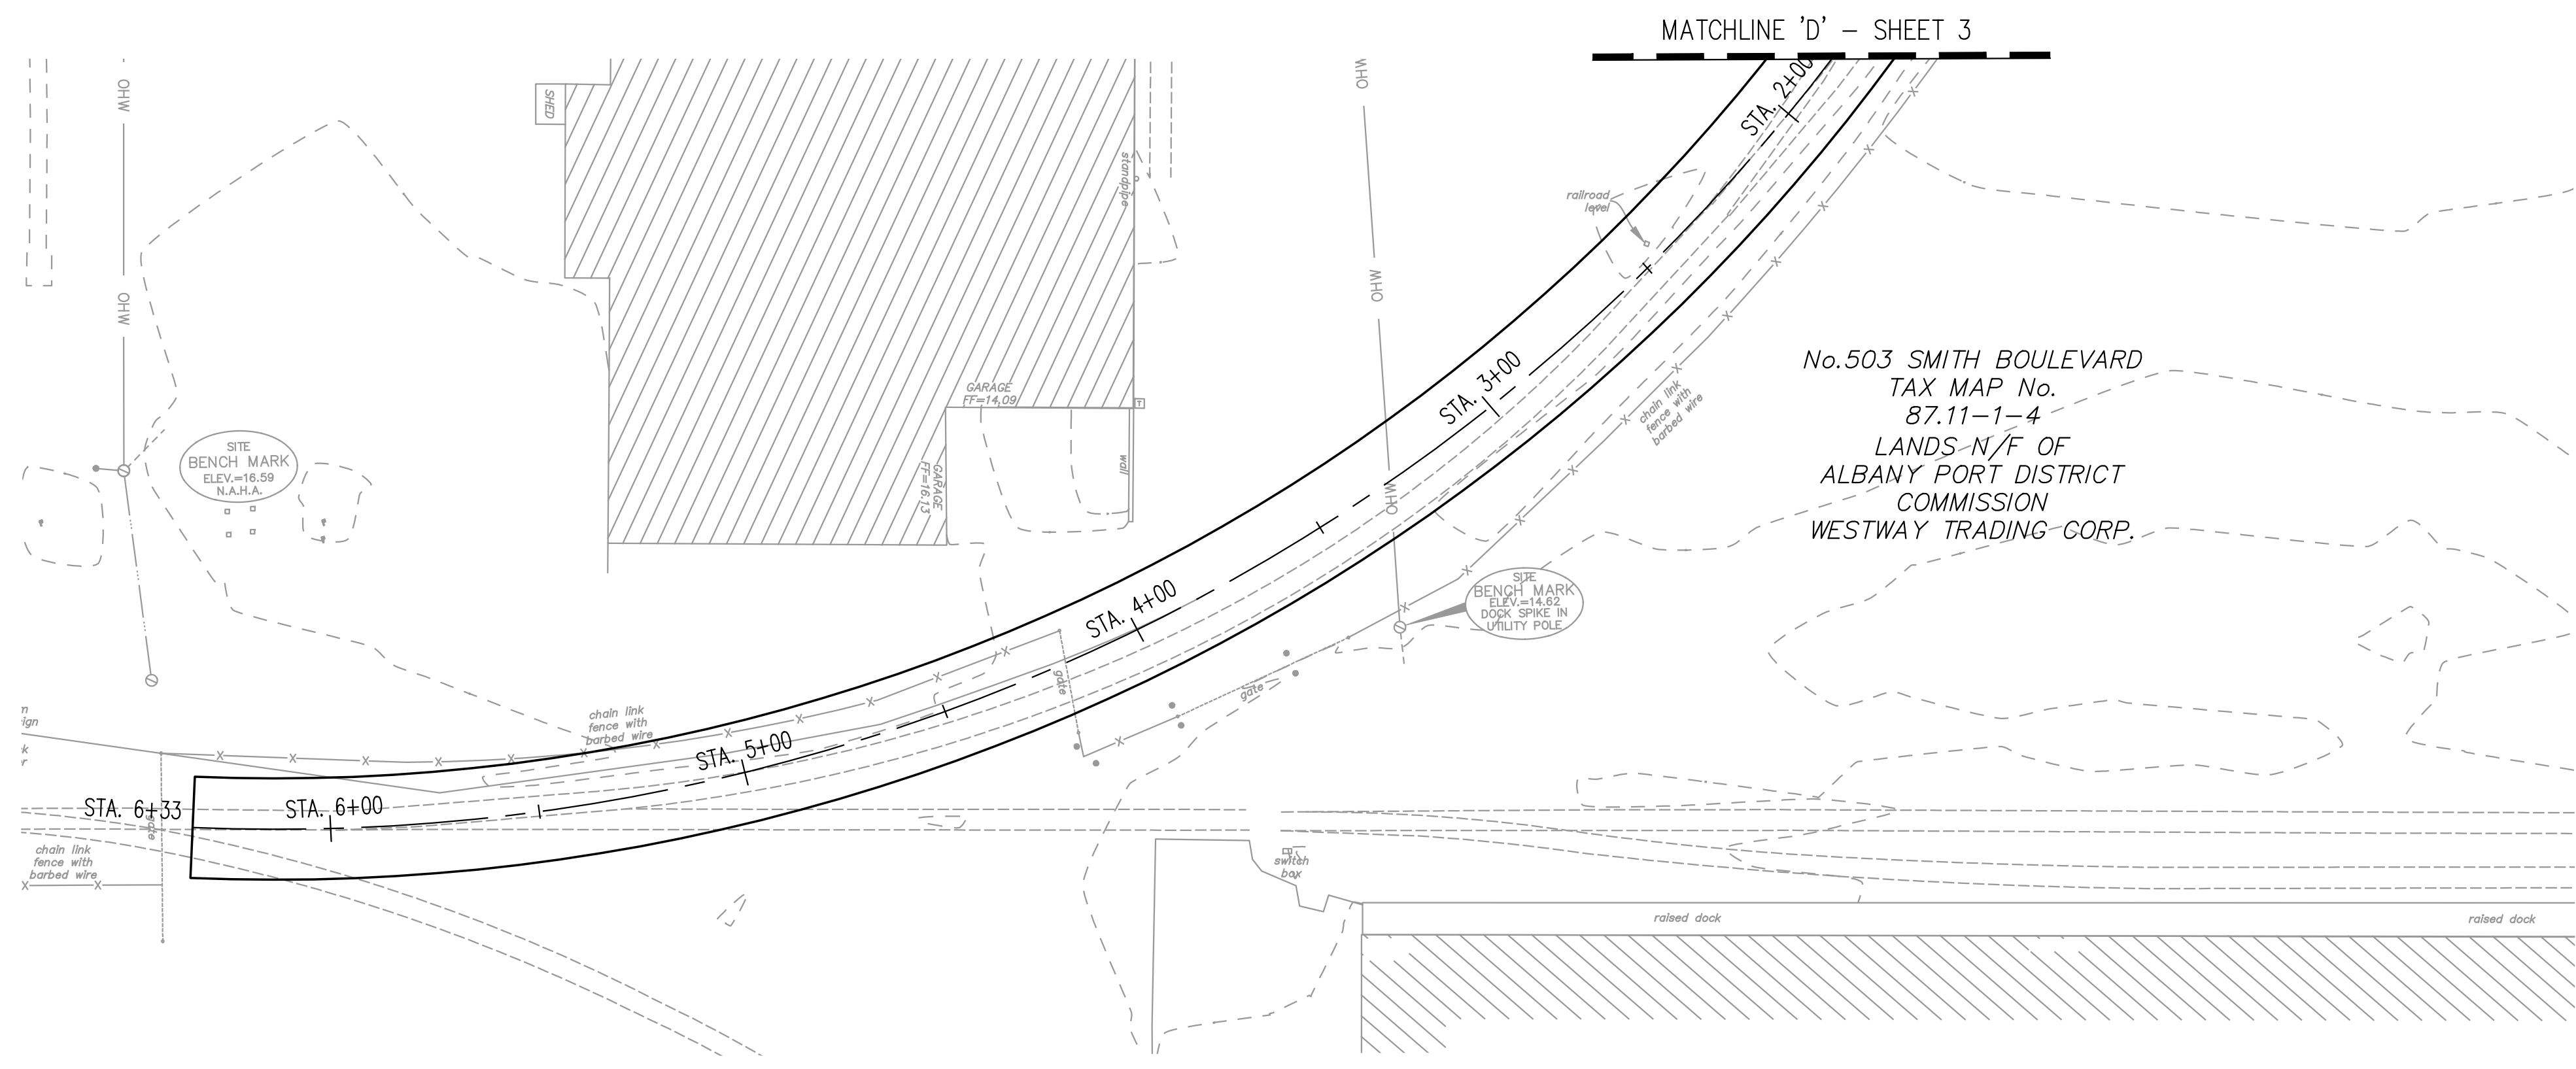 MATCHLINE 'D' - SHEET 3
STA. 2+00
OHW
OHW
SHED
standpipe
OHW
OHW
OHW
railroad
level
STA. 3+00
GARAGE
FF=14.09
GARAGE
FF=16.13
wall
T
chain link
fence with
barbed wire
No.503 SMITH BOULEVARD
TAX MAP No.
87.11-1-4
LANDS N/F OF
ALBANY PORT DISTRICT
COMMISSION
WESTWAY TRADING CORP.
SITE
BENCH MARK
ELEV.=16.59
N.A.H.A.
SITE
BENCH MARK
ELEV.=14.62
DOCK SPIKE IN
UTILITY POLE
STA. 4+00
gate
gate
chain link
fence with
barbed wire
STA. 5+00
STA. 6+33
STA. 6+00
gate
chain link
fence with
barbed wire
switch
box
raised dock
raised dock